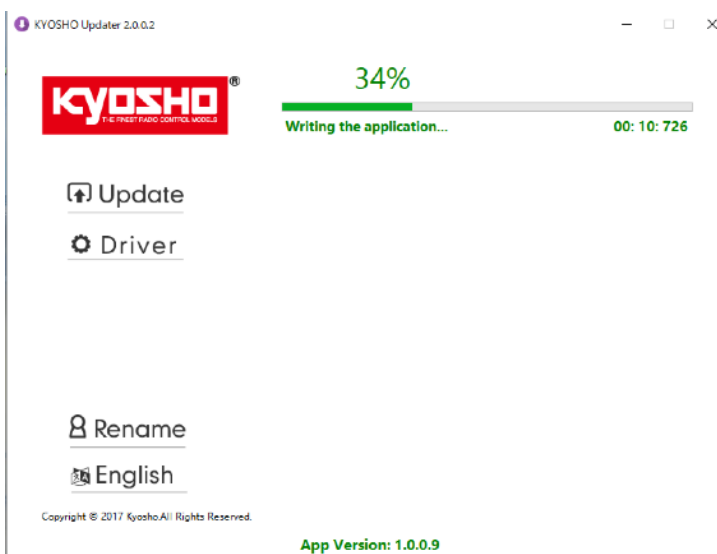 KYOSHO Updater 2.0.0.2
KYOSHO®
THE FINEST RADIO CONTROL MODELS
34%
Writing the application...
00: 10: 726
Update
Driver
Rename
English
Copyright © 2017 Kyosho.All Rights Reserved.
App Version: 1.0.0.9